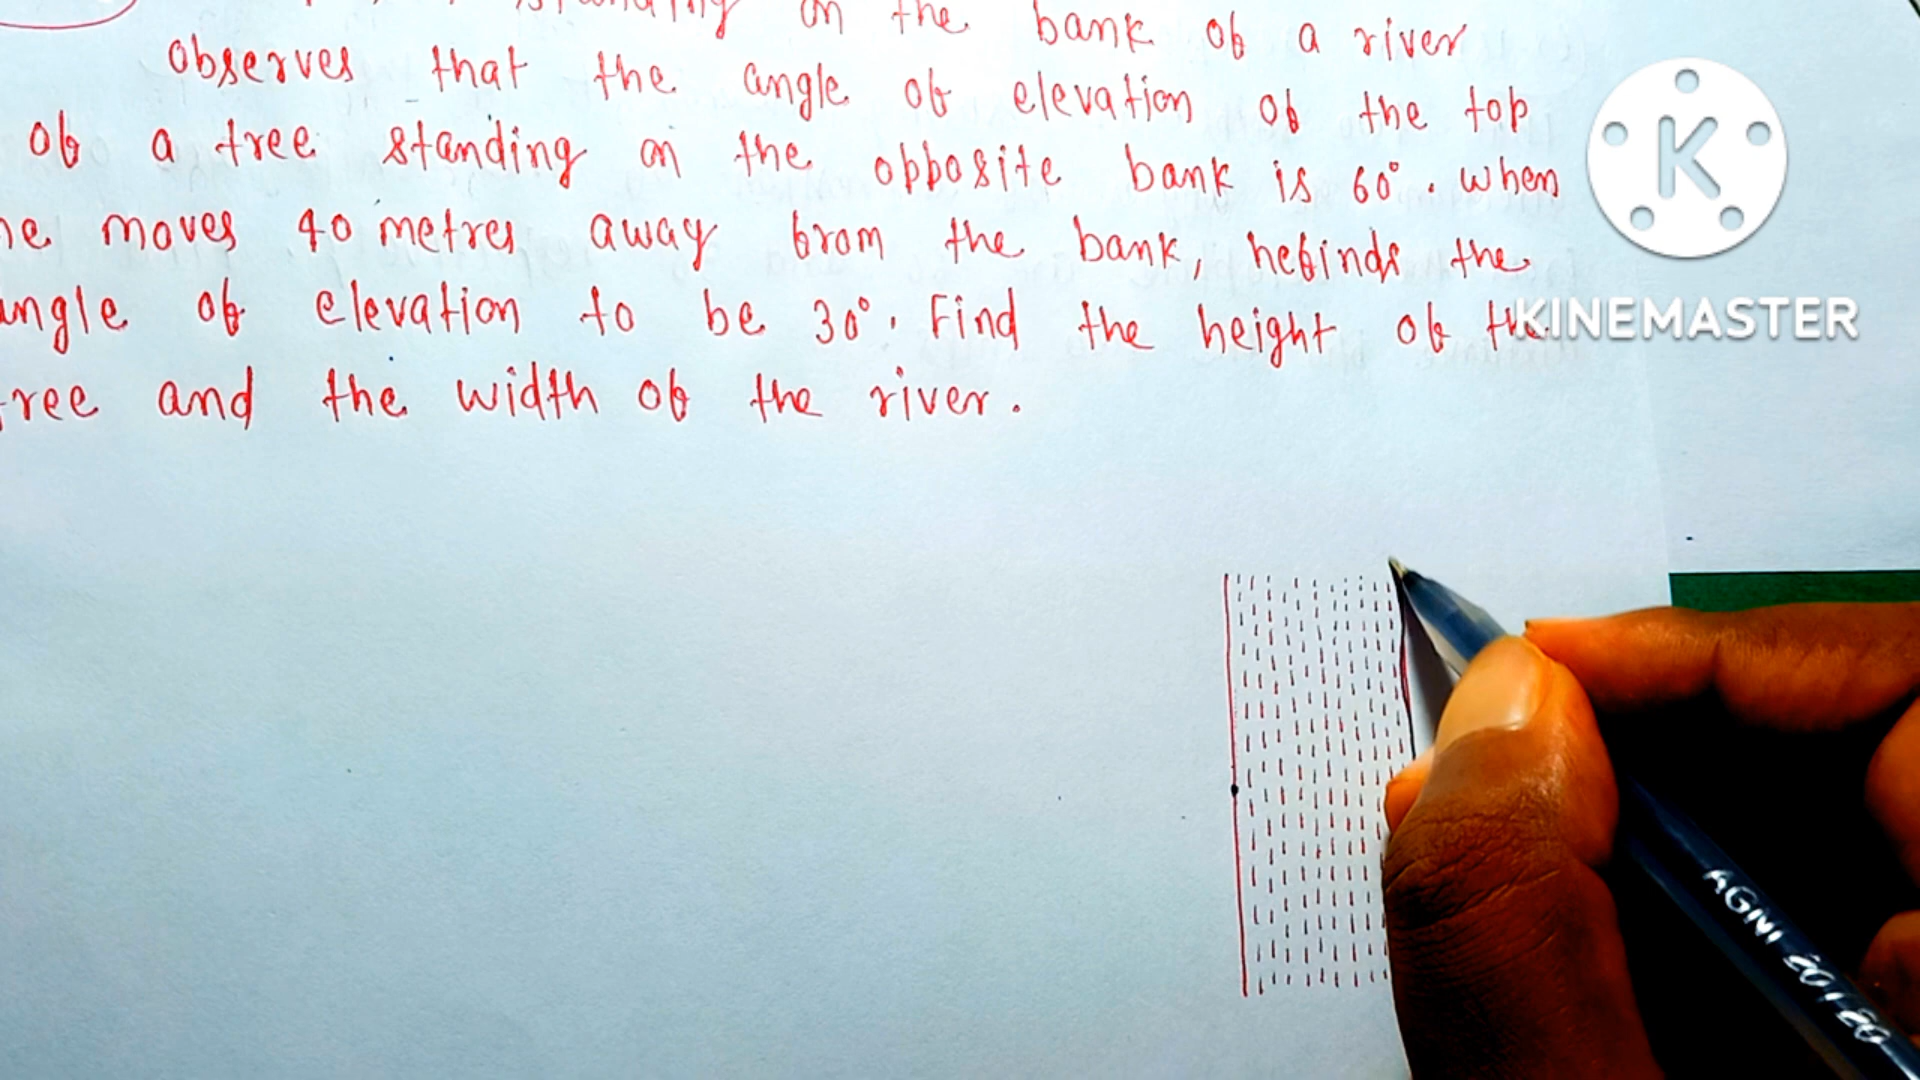 standing on the bank of a river
observes that the angle of elevation of the top
of a tree standing on the opposite bank is 60°. when
moves 40 metres away from the bank, he finds the
angle of elevation to be 30°. Find the height of the
tree and the width of the river.
K
KINEMASTER
AGNI